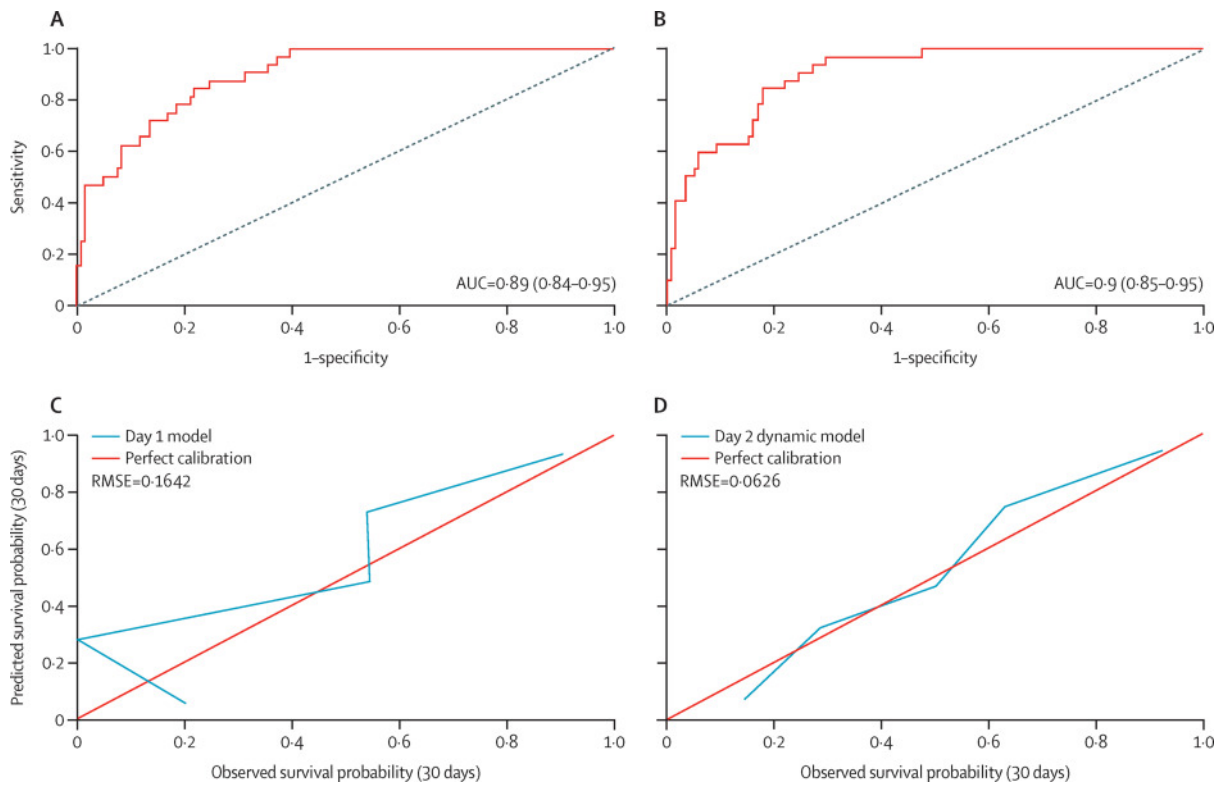 A
1·0
0·8
0·6
0·4
0·2
0
Sensitivity
AUC=0·89 (0·84–0·95)
0
0·2
0·4
0·6
0·8
1·0
1–specificity
B
AUC=0·9 (0·85–0·95)
0
0·2
0·4
0·6
0·8
1·0
1–specificity
C
Day 1 model
Perfect calibration
RMSE=0·1642
1·0
0·8
0·6
0·4
0·2
0
Predicted survival probability (30 days)
0
0·2
0·4
0·6
0·8
1·0
Observed survival probability (30 days)
D
Day 2 dynamic model
Perfect calibration
RMSE=0·0626
0
0·2
0·4
0·6
0·8
1·0
Observed survival probability (30 days)